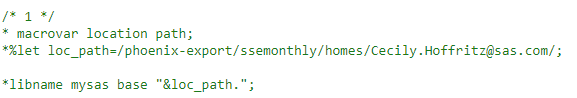 /* 1 */
* macrovar location path;
*%let loc_path=/phoenix-export/ssemonthly/homes/Cecily.Hoffritz@sas.com/;
*libname mysas base "&loc_path.";